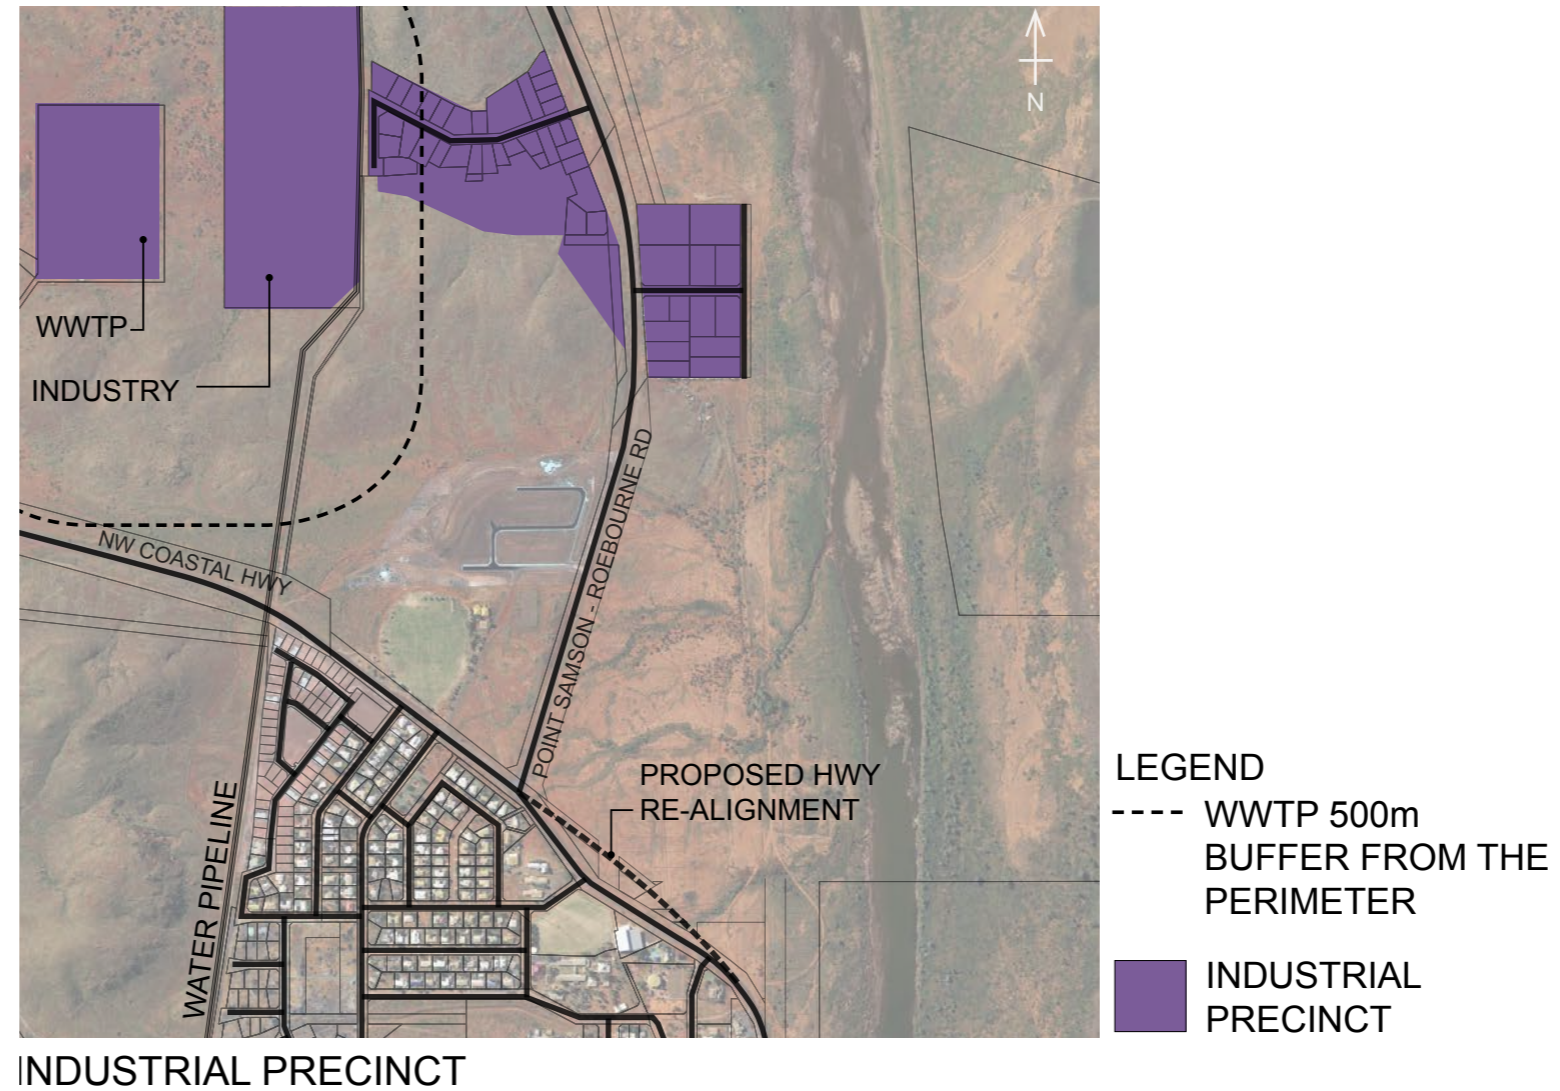 N
WWTP
INDUSTRY
NW COASTAL HWY
POINT SAMSON - ROEBOURNE RD
PROPOSED HWY
RE-ALIGNMENT
WATER PIPELINE
LEGEND
WWTP 500m
BUFFER FROM THE
PERIMETER
INDUSTRIAL
PRECINCT
INDUSTRIAL PRECINCT